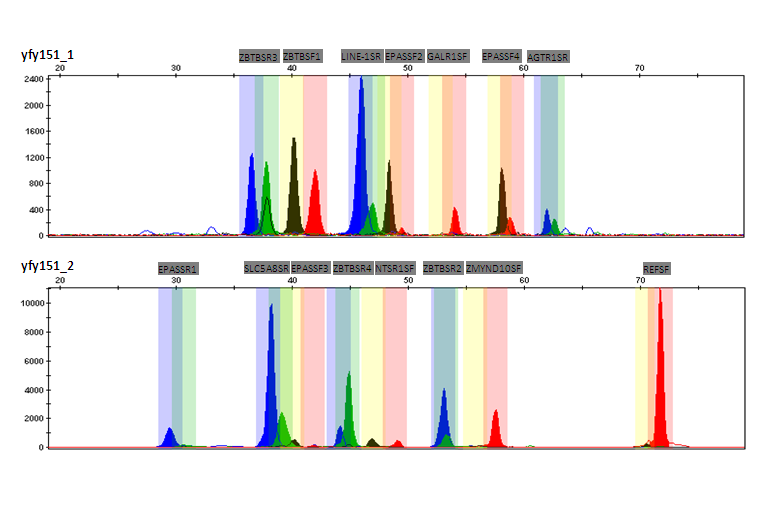 yfy151_1
ZBTBSR3 ZBTBSF1 LINE-1SR EPASSF2 GALR1SF EPASSF4 AGTR1SR
20 30 40 50 60 70
2400
2000
1600
1200
800
400
0
yfy151_2
EPASSR1 SLC5A8SR EPASSF3 ZBTBSR4 NTSR1SF ZBTBSR2 ZMYND10SF REFSF
20 30 40 50 60 70
10000
8000
6000
4000
2000
0